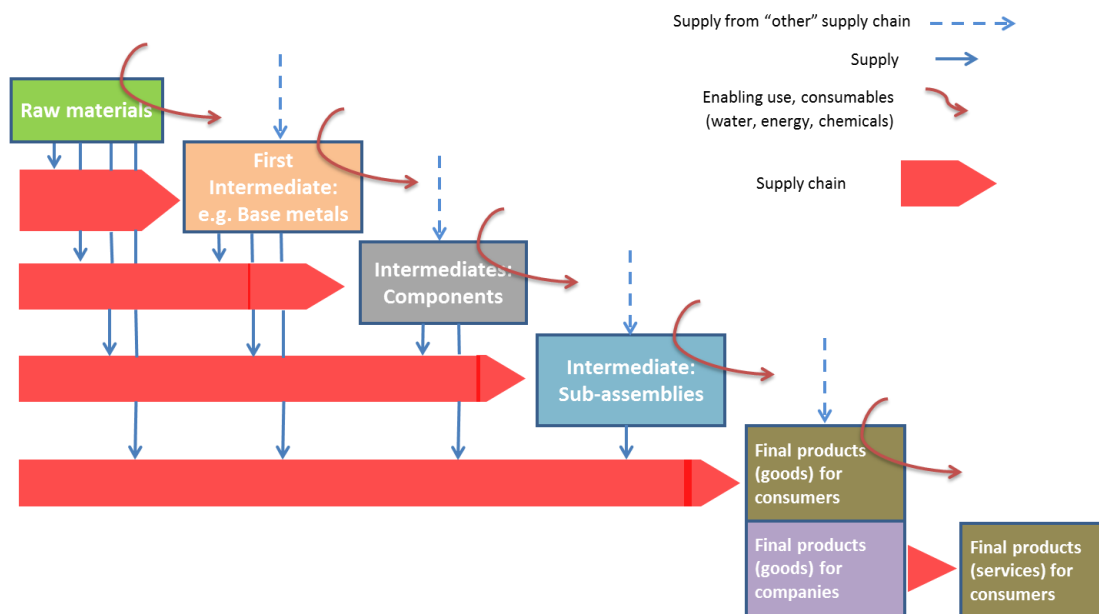 Supply from “other” supply chain
Supply
Enabling use, consumables
(water, energy, chemicals)
Supply chain
Raw materials
First
Intermediate:
e.g. Base metals
Intermediates:
Components
Intermediate:
Sub-assemblies
Final products
(goods) for
consumers
Final products
(goods) for
companies
Final products
(services) for
consumers